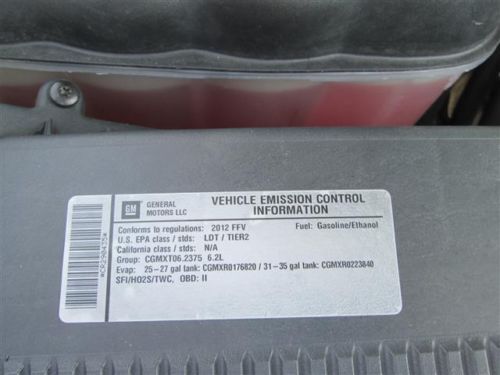 GM
GENERAL MOTORS LLC
VEHICLE EMISSION CONTROL INFORMATION
Conforms to regulations: 2012 FFV Fuel: Gasoline/Ethanol
U.S. EPA class / stds: LDT / TIER2
California class / stds: N/A
Group: CGMXT06.2375 6.2L
Evap: 25-27 gal tank: CGMXR0176820 / 31-35 gal tank: CGMXR0223840
SFI/HO2S/TWC, OBD: II